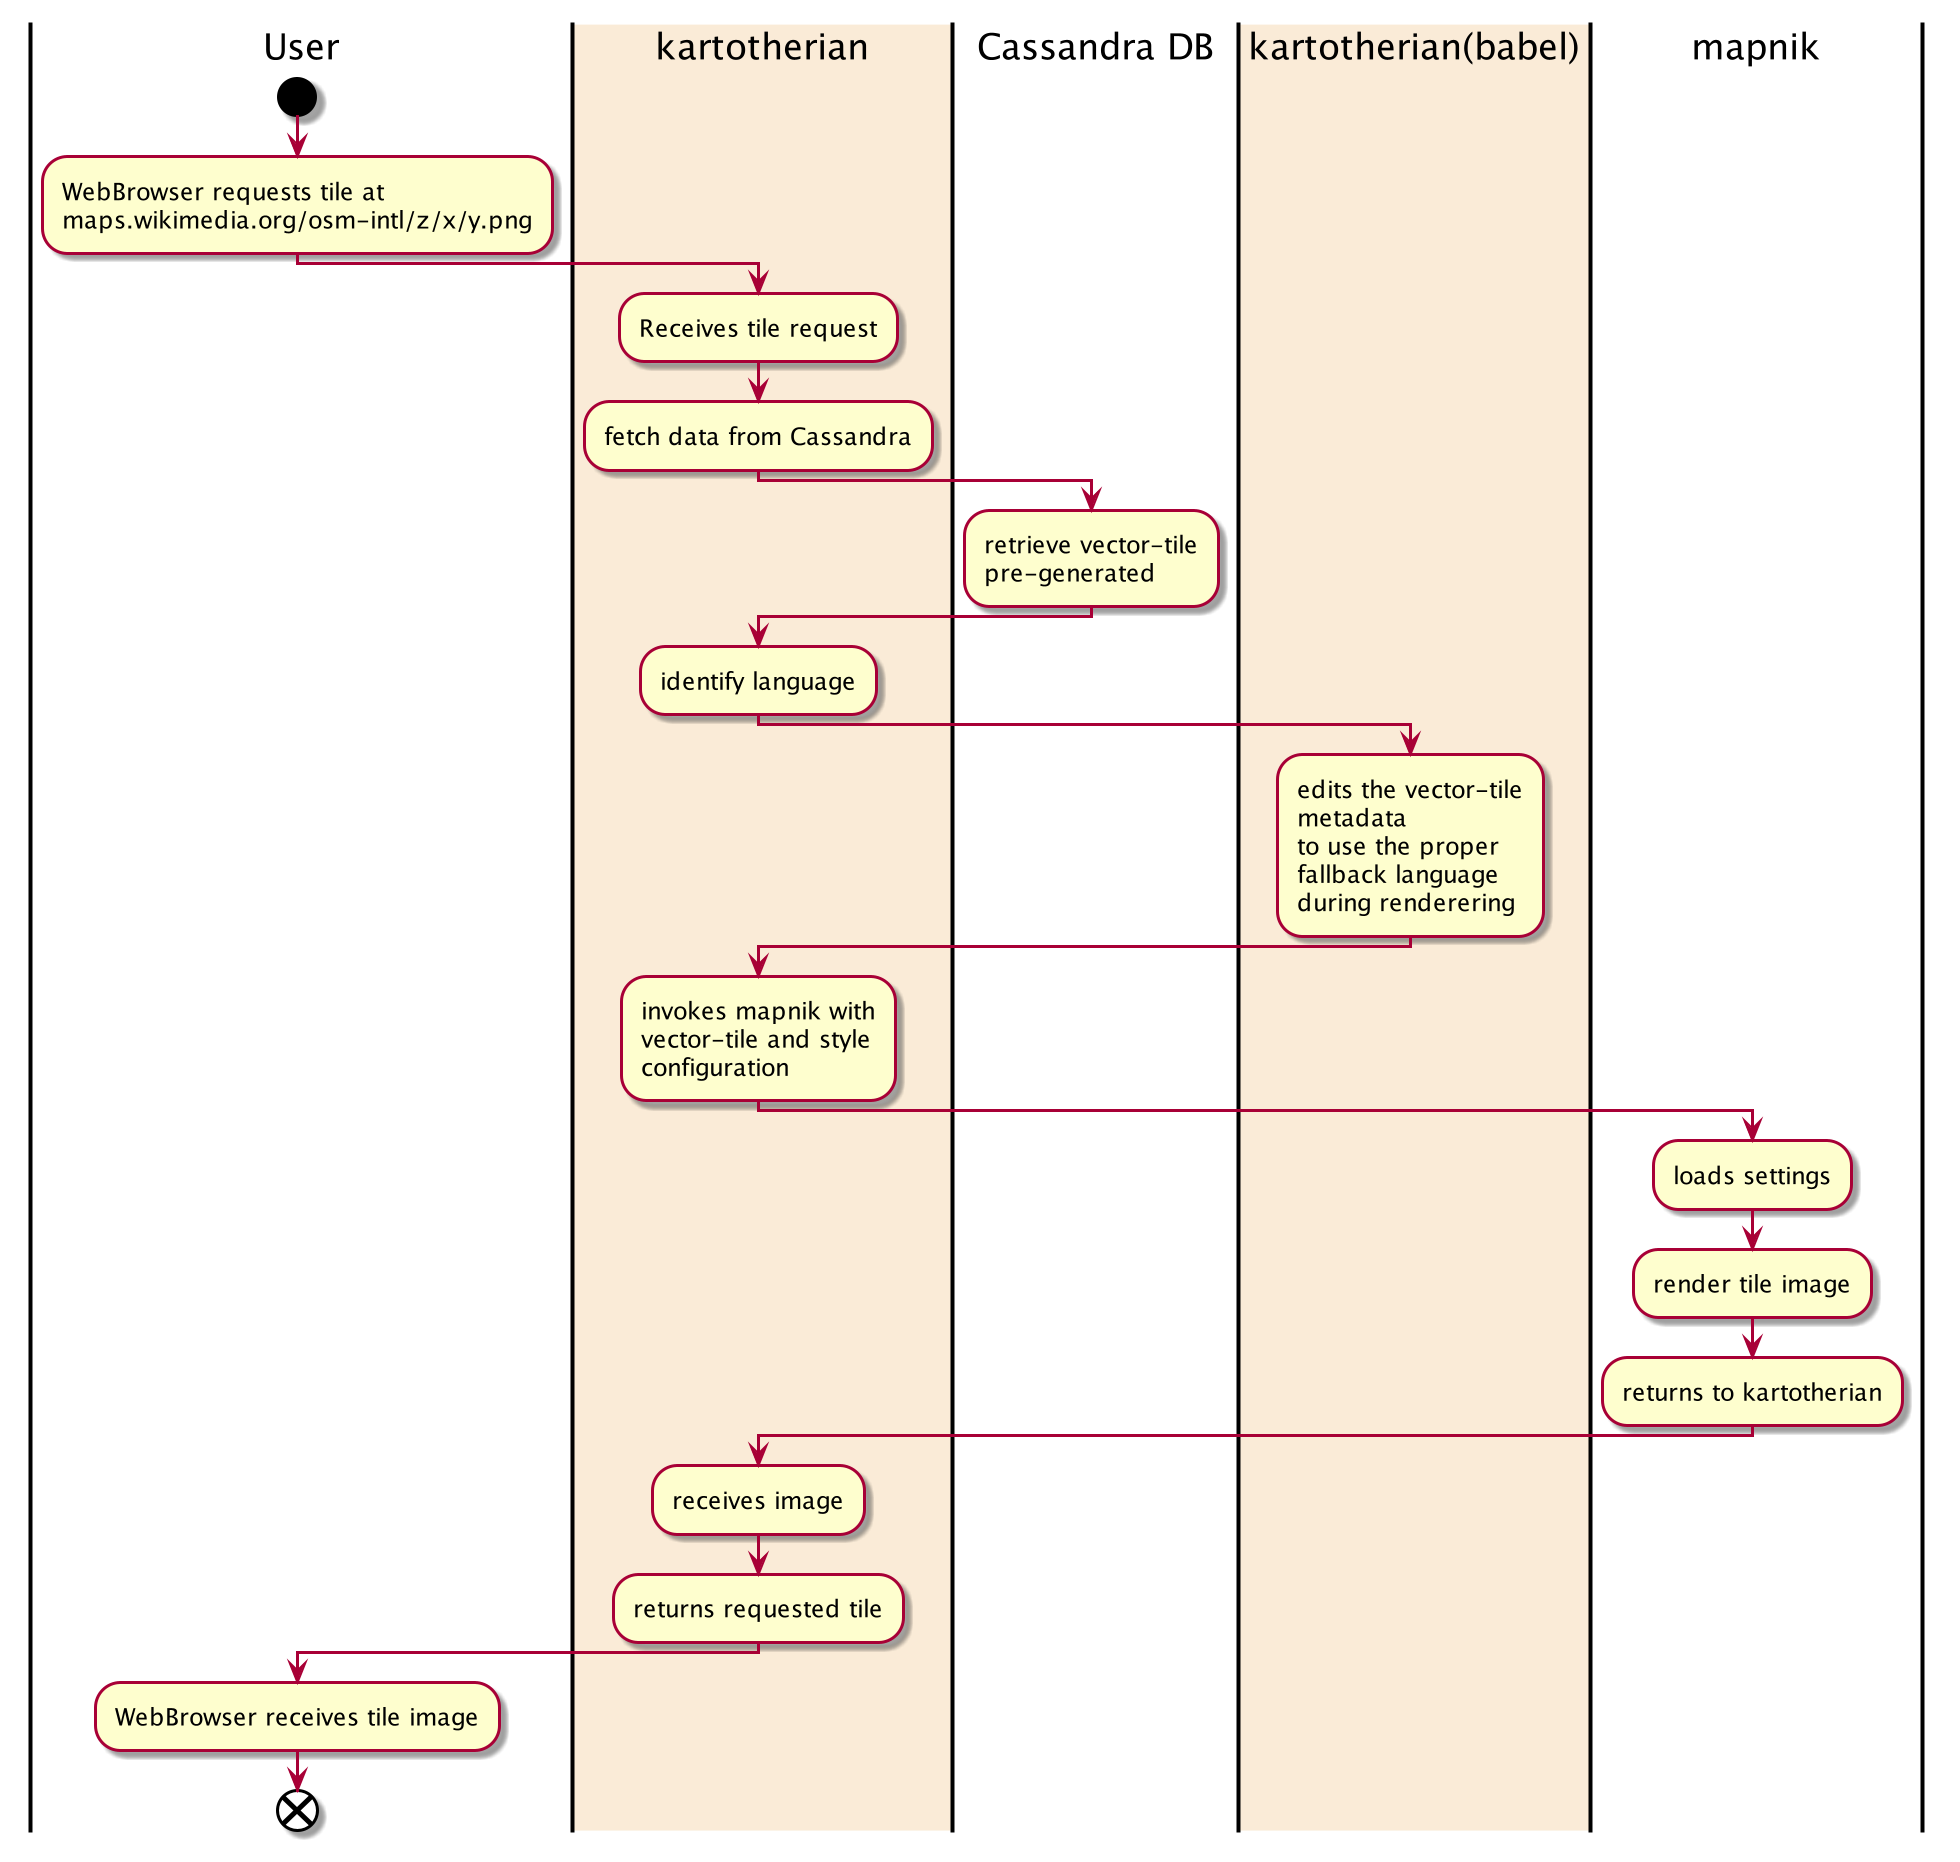 User
kartotherian
Cassandra DB
kartotherian(babel)
mapnik
WebBrowser requests tile at
maps.wikimedia.org/osm-intl/z/x/y.png
Receives tile request
fetch data from Cassandra
retrieve vector-tile
pre-generated
identify language
edits the vector-tile
metadata
to use the proper
fallback language
during renderering
invokes mapnik with
vector-tile and style
configuration
loads settings
render tile image
returns to kartotherian
receives image
returns requested tile
WebBrowser receives tile image